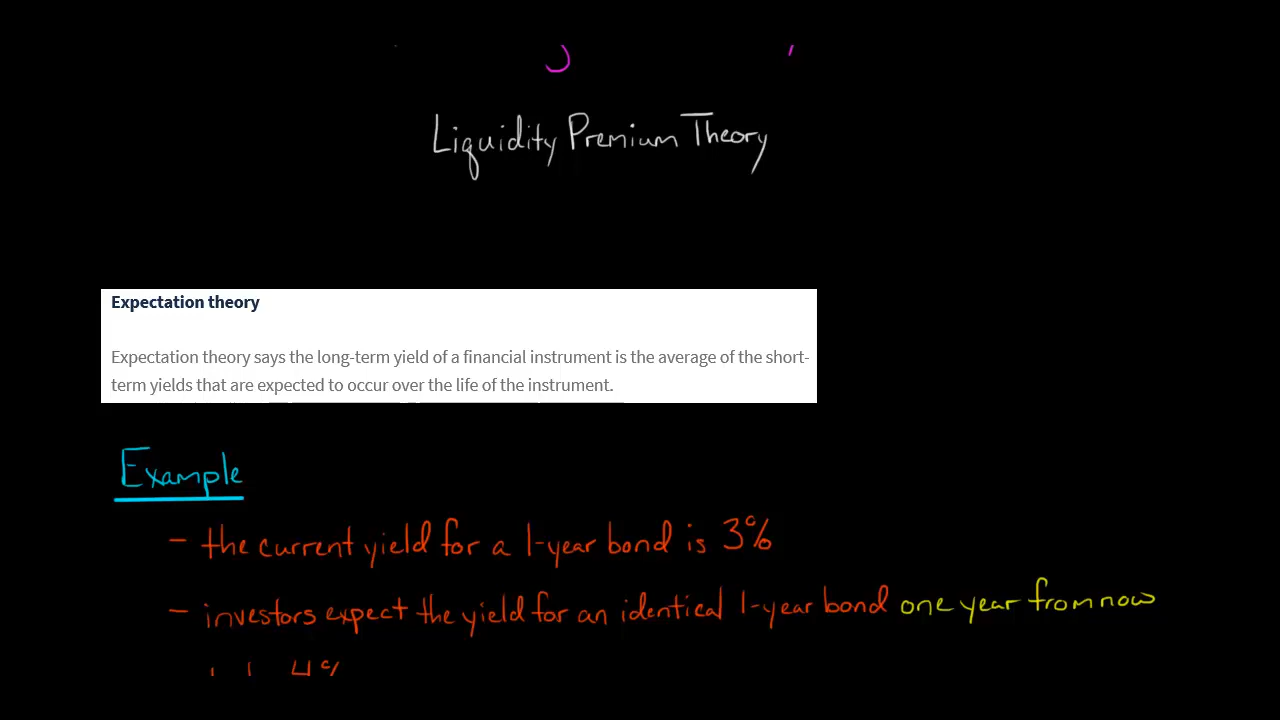 Liquidity Premium Theory
Expectation theory
Expectation theory says the long-term yield of a financial instrument is the average of the short-
term yields that are expected to occur over the life of the instrument.
Example
- the current yield for a 1-year bond is 3%
- investors expect the yield for an identical 1-year bond one year from now
4%